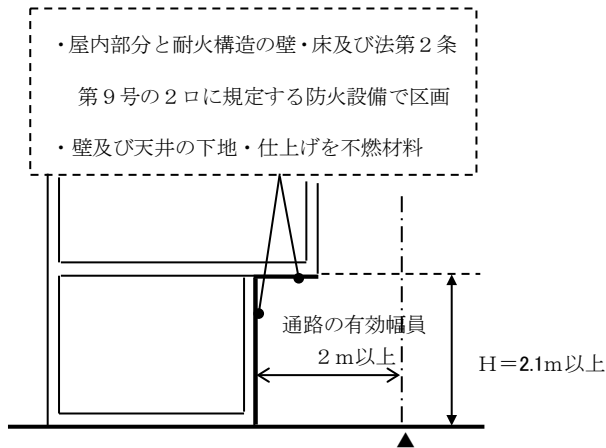 ・屋内部分と耐火構造の壁・床及び法第２条
第９号の２ロに規定する防火設備で区画
・壁及び天井の下地・仕上げを不燃材料
通路の有効幅員
２ｍ以上
H＝2.1ｍ以上